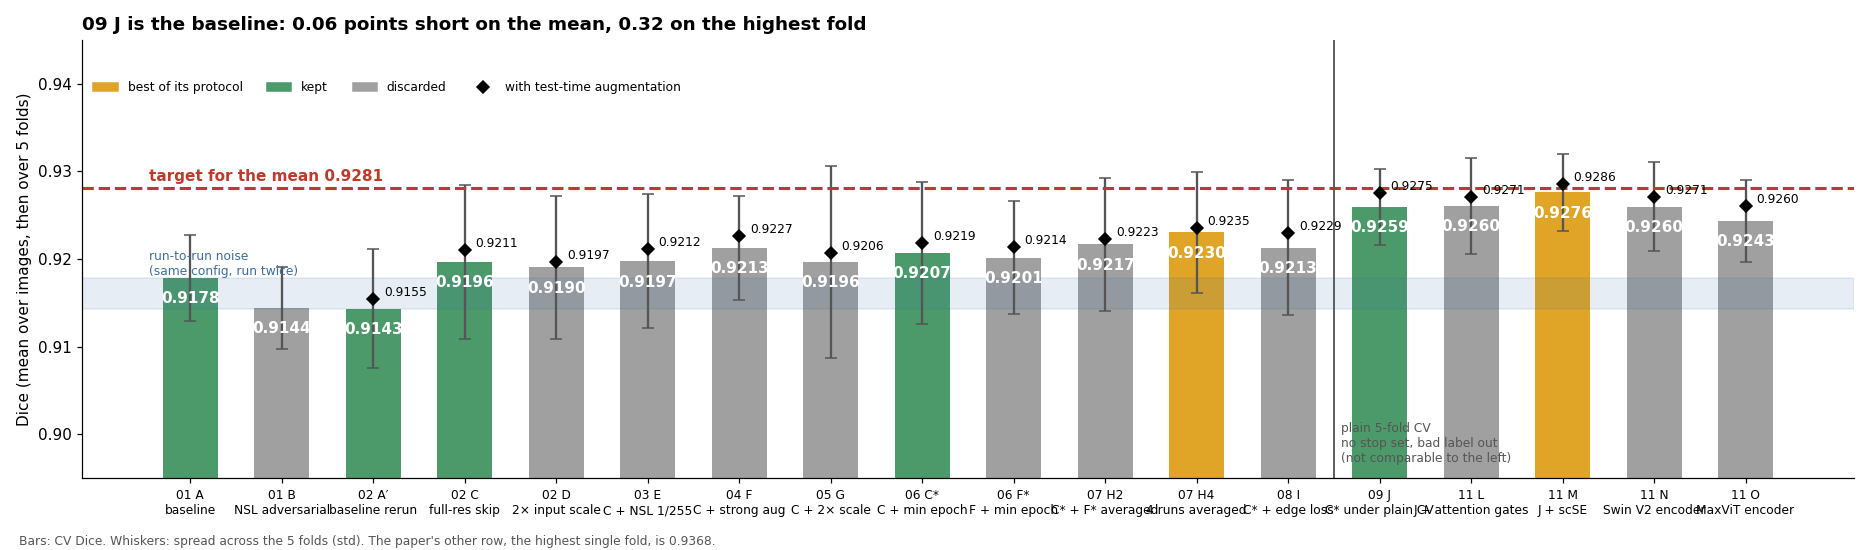 09 J is the baseline: 0.06 points short on the mean, 0.32 on the highest fold
Dice (mean over images, then over 5 folds)
0.94
0.93
0.92
0.91
0.90
best of its protocol
kept
discarded
with test-time augmentation
target for the mean 0.9281
run-to-run noise
(same config, run twice)
0.9178
0.9144
0.9143
0.9155
0.9196
0.9211
0.9190
0.9197
0.9197
0.9212
0.9213
0.9227
0.9196
0.9206
0.9207
0.9219
0.9201
0.9214
0.9217
0.9223
0.9230
0.9235
0.9213
0.9229
0.9259
0.9275
0.9260
0.9271
0.9276
0.9286
0.9260
0.9271
0.9243
0.9260
plain 5-fold CV
no stop set, bad label out
(not comparable to the left)
01 A
baseline
01 B
NSL adversarial
02 A′
baseline rerun
02 C
full-res skip
02 D
2× input scale
03 E
C + NSL 1/255
04 F
C + strong aug
05 G
C + 2× scale
06 C*
C + min epoch
06 F*
F + min epoch
07 H2
C* + F* averaged
07 H4
4 runs averaged
08 I
C* + edge loss
09 J
C* under plain CV
11 L
J + attention gates
11 M
J + scSE
11 N
Swin V2 encoder
11 O
MaxViT encoder
Bars: CV Dice. Whiskers: spread across the 5 folds (std). The paper's other row, the highest single fold, is 0.9368.